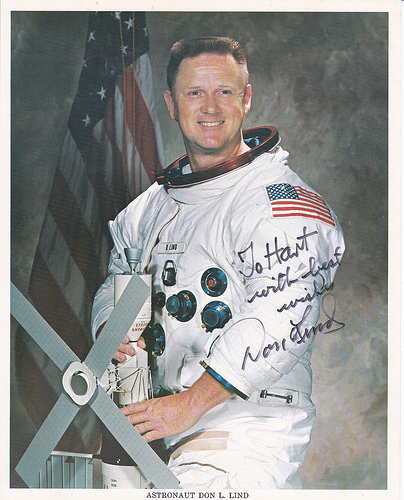 D. LIND
To Hart
with best
wishes
Don Lind
ASTRONAUT DON L. LIND